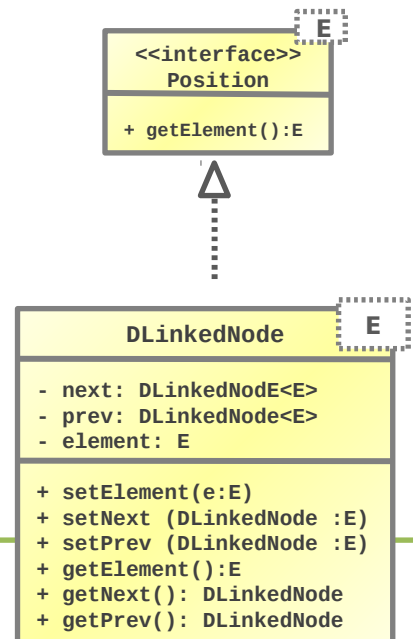 E
<<interface>>
Position
+ getElement():E
DLinkedNode
E
- next: DLinkedNodE<E>
- prev: DLinkedNode<E>
- element: E
+ setElement(e:E)
+ setNext (DLinkedNode :E)
+ setPrev (DLinkedNode :E)
+ getElement():E
+ getNext(): DLinkedNode
+ getPrev(): DLinkedNode